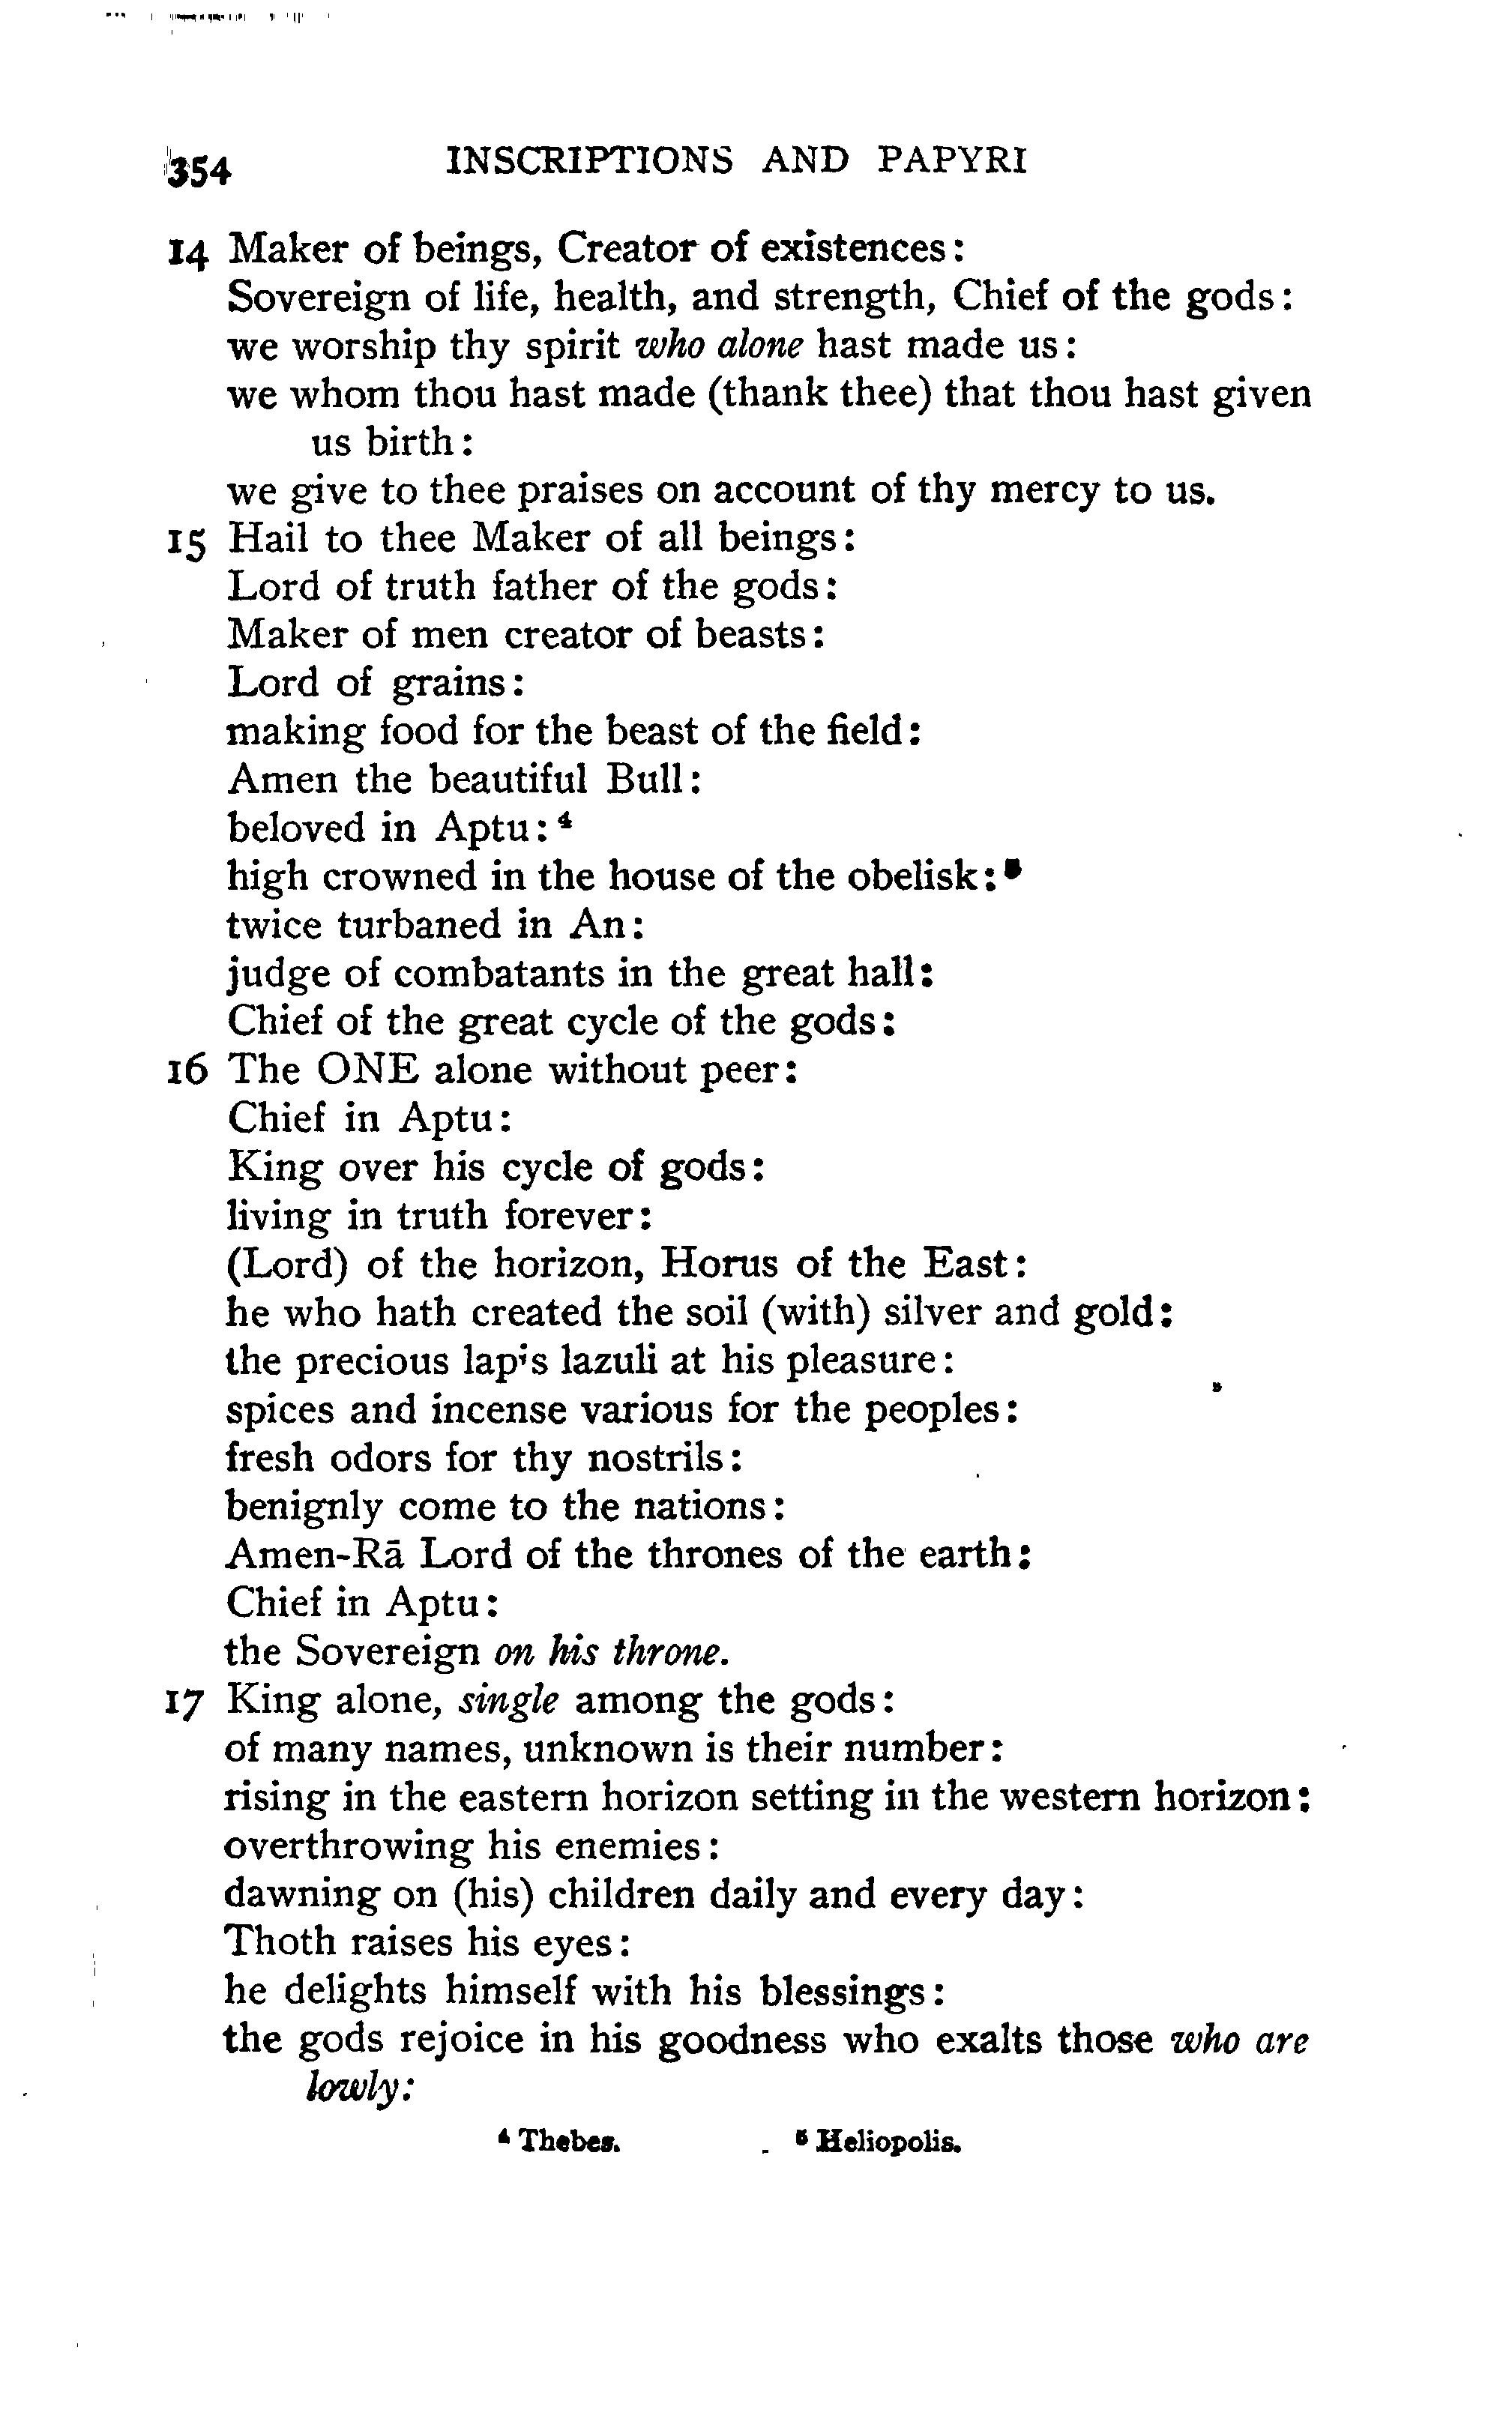 354 INSCRIPTIONS AND PAPYRI
14 Maker of beings, Creator of existences:
Sovereign of life, health, and strength, Chief of the gods:
we worship thy spirit who alone hast made us:
we whom thou hast made (thank thee) that thou hast given
us birth:
we give to thee praises on account of thy mercy to us.
15 Hail to thee Maker of all beings:
Lord of truth father of the gods:
Maker of men creator of beasts:
Lord of grains:
making food for the beast of the field:
Amen the beautiful Bull:
beloved in Aptu: 4
high crowned in the house of the obelisk: 5
twice turbaned in An:
judge of combatants in the great hall:
Chief of the great cycle of the gods:
16 The ONE alone without peer:
Chief in Aptu:
King over his cycle of gods:
living in truth forever:
(Lord) of the horizon, Horus of the East:
he who hath created the soil (with) silver and gold:
the precious lapis lazuli at his pleasure:
spices and incense various for the peoples:
fresh odors for thy nostrils:
benignly come to the nations:
Amen-Rā Lord of the thrones of the earth:
Chief in Aptu:
the Sovereign on his throne.
17 King alone, single among the gods:
of many names, unknown is their number:
rising in the eastern horizon setting in the western horizon:
overthrowing his enemies:
dawning on (his) children daily and every day:
Thoth raises his eyes:
he delights himself with his blessings:
the gods rejoice in his goodness who exalts those who are
lowly:
4 Thebes. 5 Heliopolis.